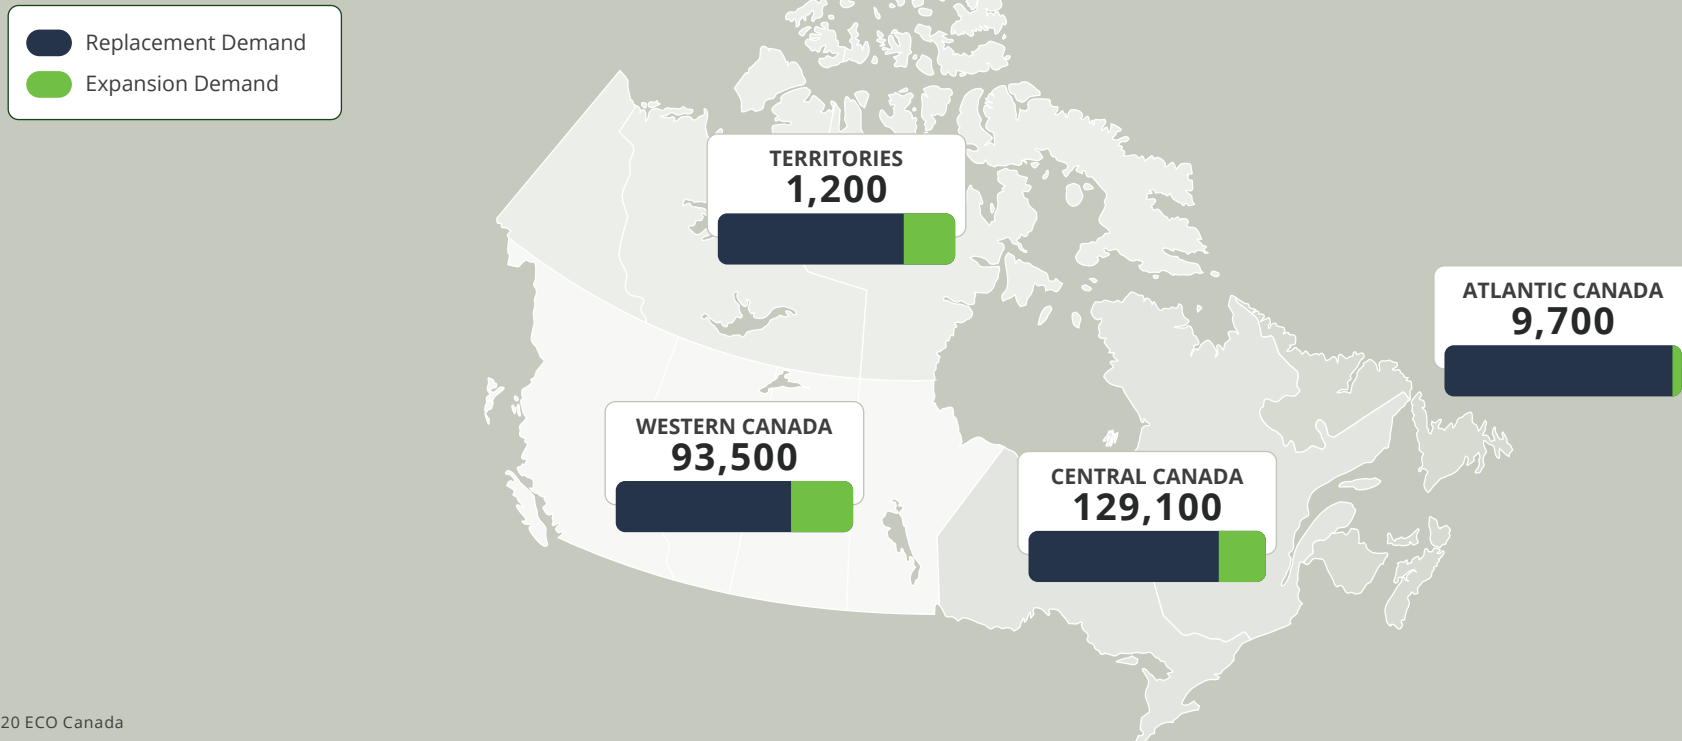 Replacement Demand
Expansion Demand
TERRITORIES
1,200
ATLANTIC CANADA
9,700
WESTERN CANADA
93,500
CENTRAL CANADA
129,100
20 ECO Canada